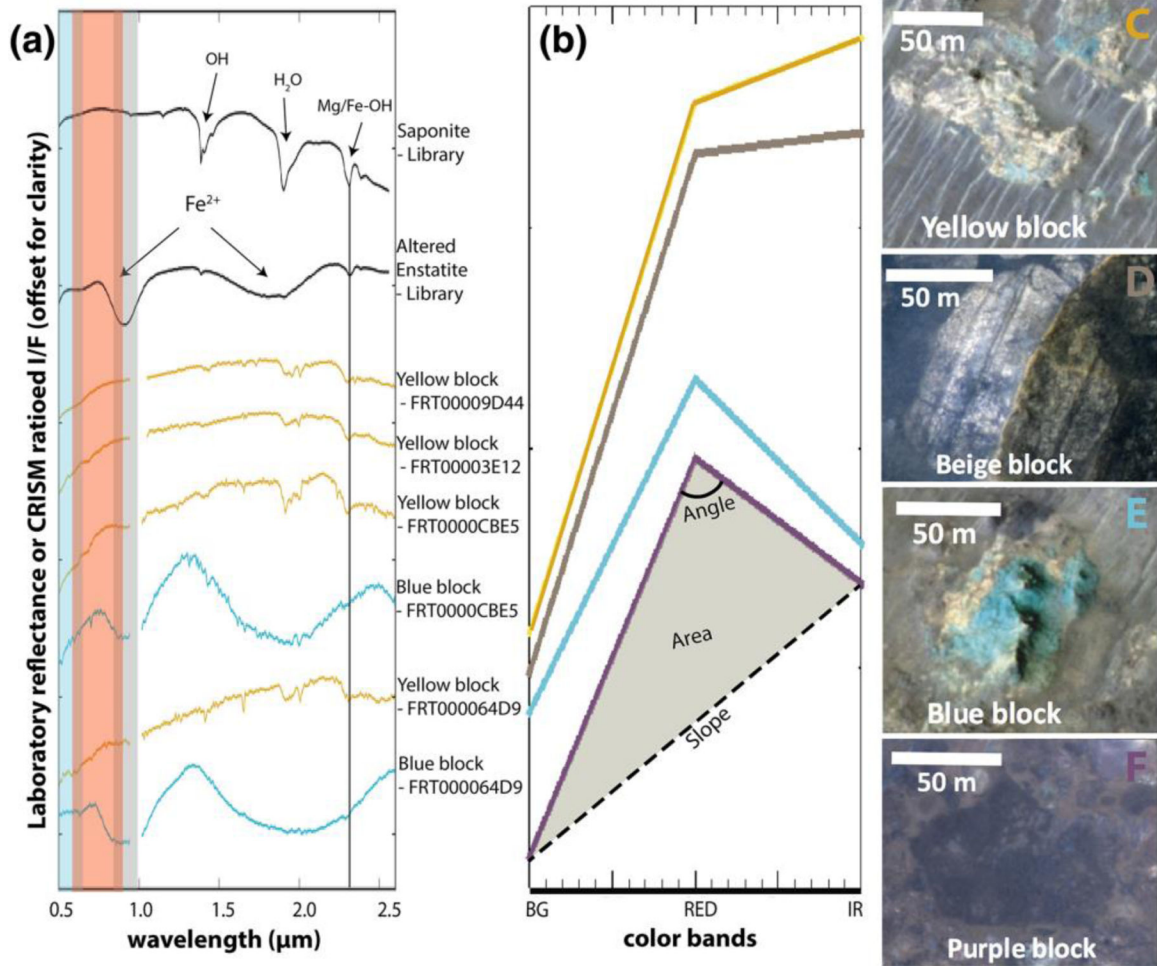 (a)
OH
H2O
Mg/Fe-OH
Saponite
- Library
Fe2+
Altered
Enstatite
- Library
Yellow block
- FRT00009D44
Yellow block
- FRT00003E12
Yellow block
- FRT0000CBE5
Blue block
- FRT0000CBE5
Yellow block
- FRT000064D9
Blue block
- FRT000064D9
Laboratory reflectance or CRISM ratioed I/F (offset for clarity)
0.5 1.0 1.5 2.0 2.5
wavelength (μm)
(b)
Angle
Area
Slope
BG RED IR
color bands
C
50 m
Yellow block
D
50 m
Beige block
E
50 m
Blue block
F
50 m
Purple block